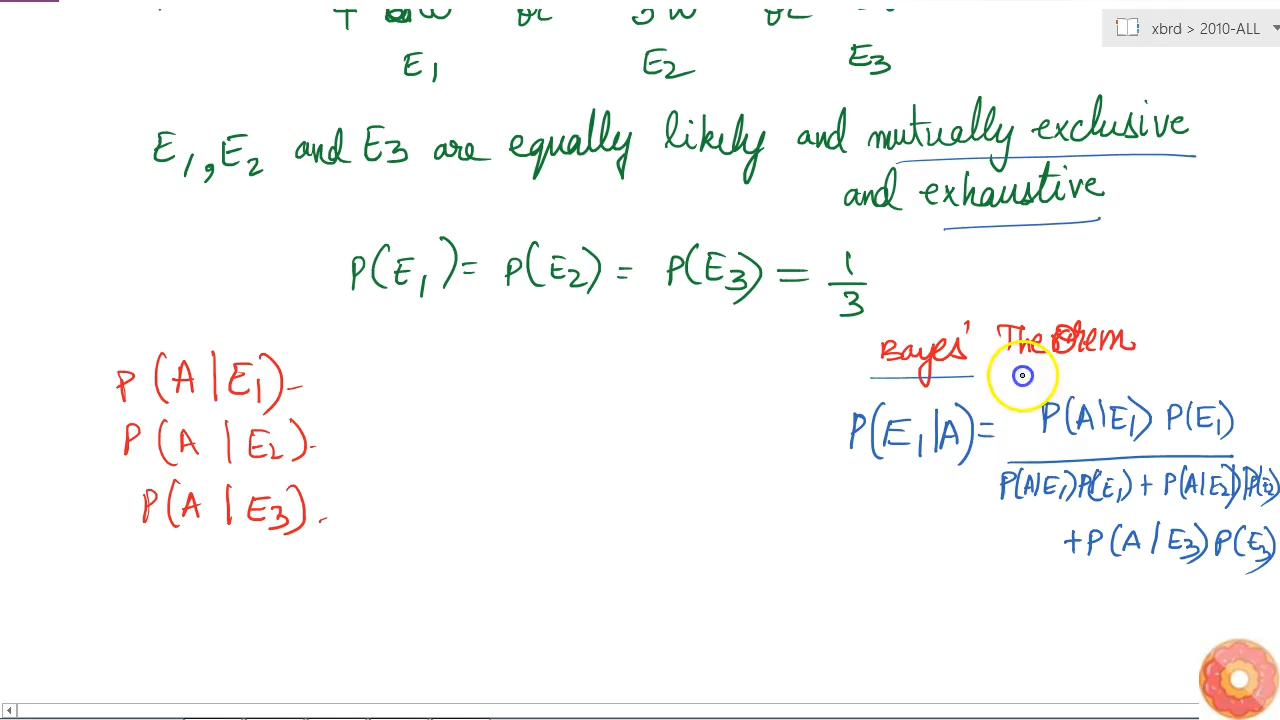 xbrd > 2010-ALL
3 W
E1 E2 E3
E1, E2 and E3 are equally likely and mutually exclusive
and exhaustive
P(E1) = P(E2) = P(E3) = 1/3
Bayes' Theorem
P(A|E1) -
P(A|E2) -
P(A|E3) -
P(E1|A) = P(A|E1) P(E1)
P(A|E1)P(E1) + P(A|E2)P(E2)
+ P(A|E3) P(E3)